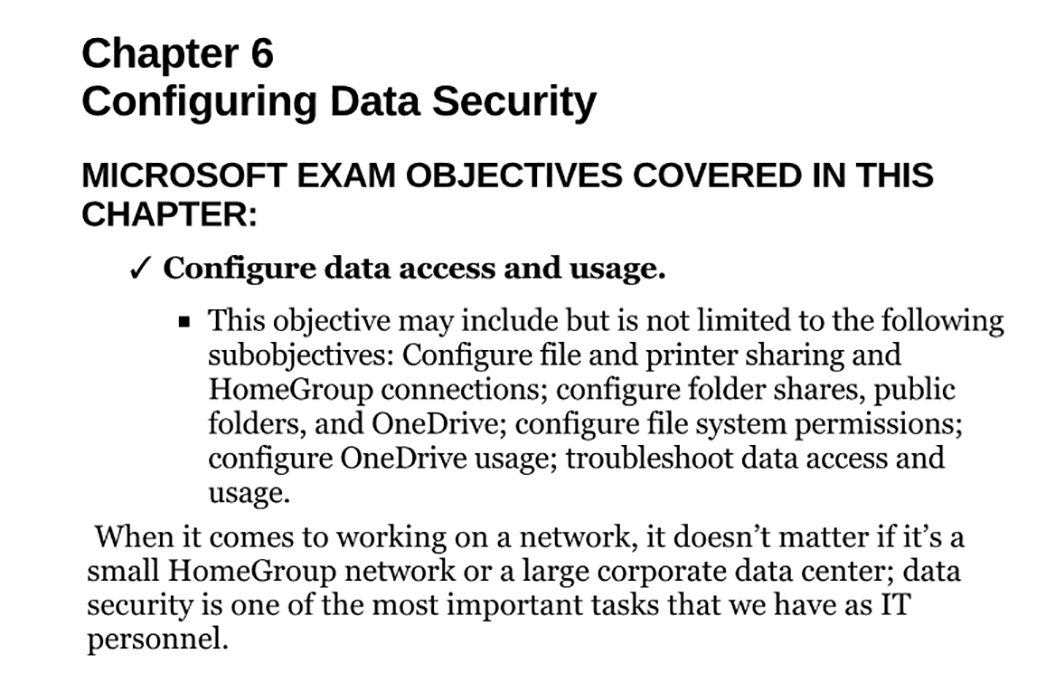 Chapter 6
Configuring Data Security
MICROSOFT EXAM OBJECTIVES COVERED IN THIS
CHAPTER:
✓ Configure data access and usage.
▪ This objective may include but is not limited to the following
subobjectives: Configure file and printer sharing and
HomeGroup connections; configure folder shares, public
folders, and OneDrive; configure file system permissions;
configure OneDrive usage; troubleshoot data access and
usage.
When it comes to working on a network, it doesn’t matter if it’s a
small HomeGroup network or a large corporate data center; data
security is one of the most important tasks that we have as IT
personnel.